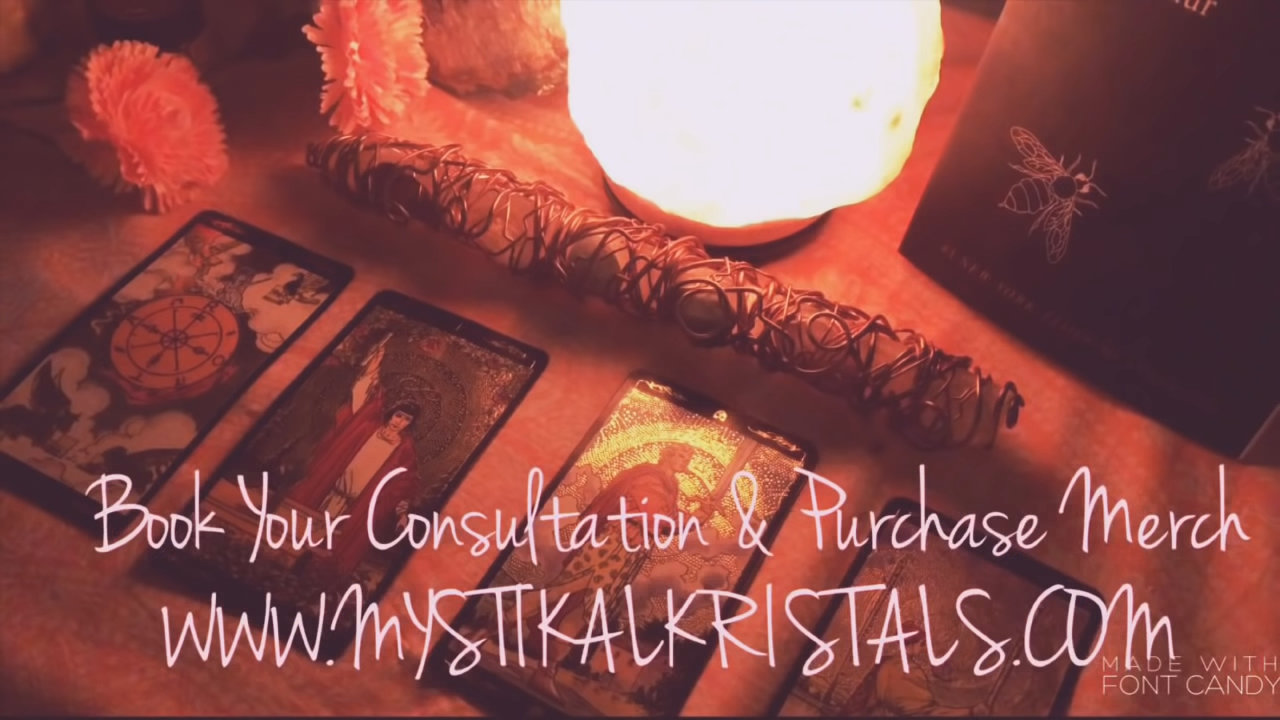 Book Your Consultation & Purchase Merch
WWW.MYSTIKALKRISTALS.COM
MADE WITH
FONT CANDY